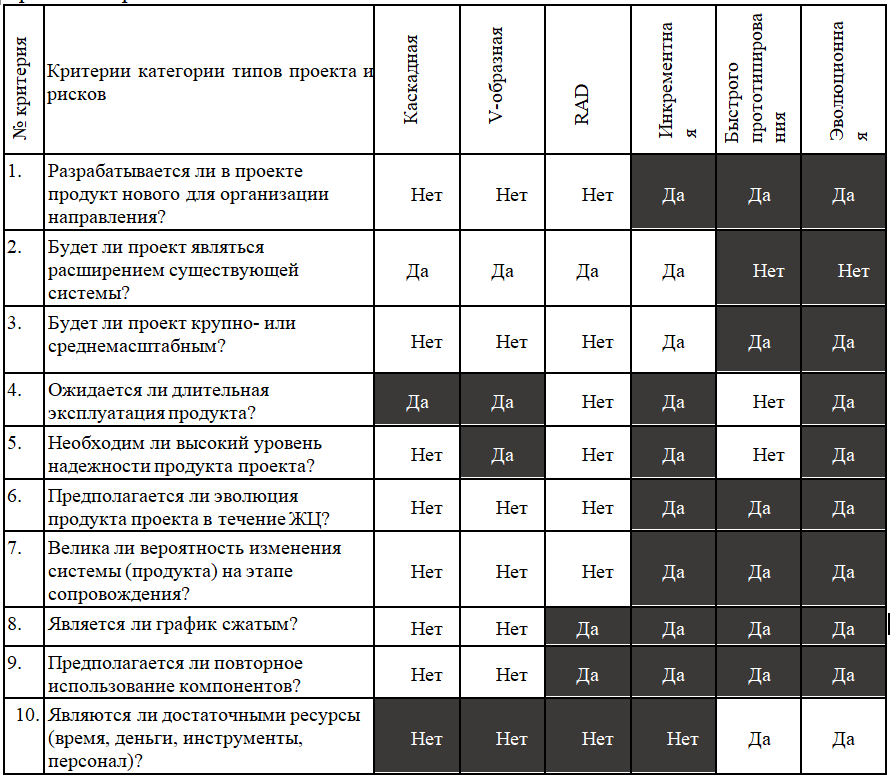 № критерия
Критерии категории типов проекта и
рисков
Каскадная
V-образная
RAD
Инкрементна
я
Быстрого
прототипирова
ния
Эволюционна
я
1.
Разрабатывается ли в проекте
продукт нового для организации
направления?
Нет
Нет
Нет
Да
Да
Да
2.
Будет ли проект являться
расширением существующей
системы?
Да
Да
Да
Да
Нет
Нет
3.
Будет ли проект крупно- или
среднемасштабным?
Нет
Нет
Нет
Да
Да
Да
4.
Ожидается ли длительная
эксплуатация продукта?
Да
Да
Нет
Да
Нет
Да
5.
Необходим ли высокий уровень
надежности продукта проекта?
Нет
Да
Нет
Да
Нет
Да
6.
Предполагается ли эволюция
продукта проекта в течение ЖЦ?
Нет
Нет
Нет
Да
Да
Да
7.
Велика ли вероятность изменения
системы (продукта) на этапе
сопровождения?
Нет
Нет
Нет
Да
Да
Да
8.
Является ли график сжатым?
Нет
Нет
Да
Да
Да
Да
9.
Предполагается ли повторное
использование компонентов?
Нет
Нет
Да
Да
Да
Да
10.
Являются ли достаточными ресурсы
(время, деньги, инструменты,
персонал)?
Нет
Нет
Нет
Нет
Да
Да